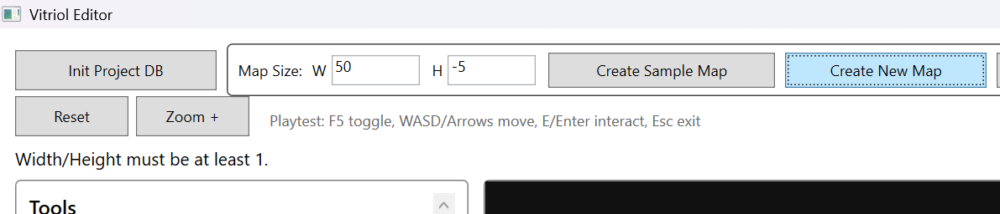 Vitriol Editor
Init Project DB Map Size: W 50 H -5 Create Sample Map Create New Map
Reset Zoom + Playtest: F5 toggle, WASD/Arrows move, E/Enter interact, Esc exit
Width/Height must be at least 1.
Tools